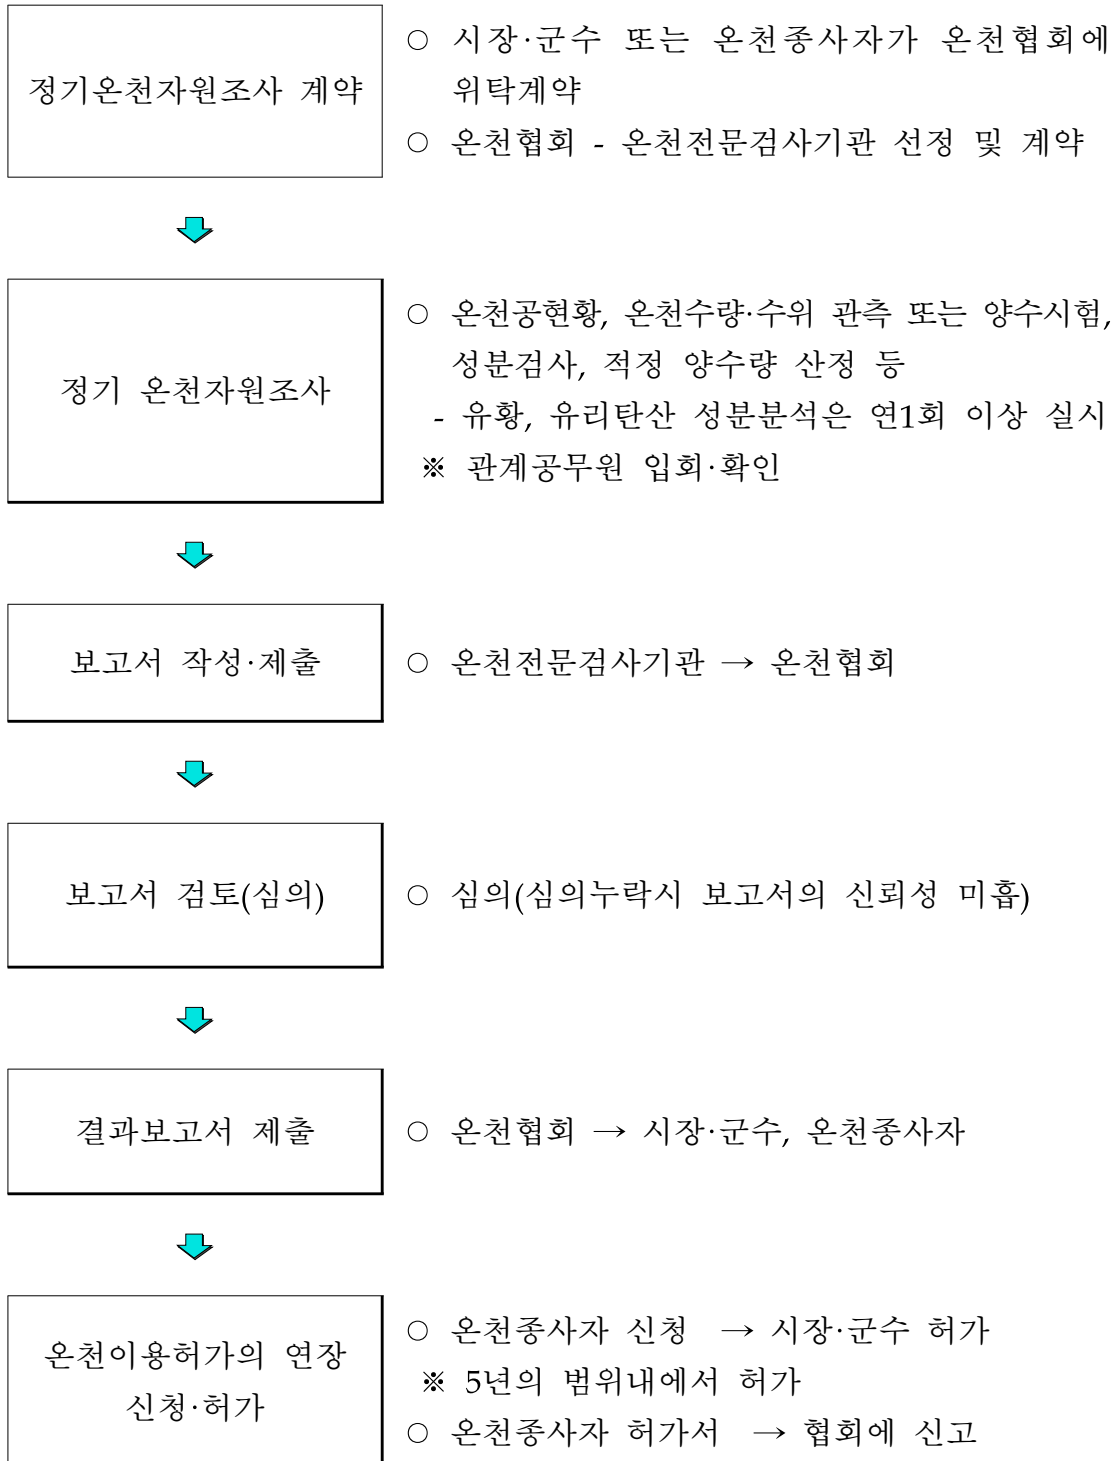 정기온천자원조사 계약
○ 시장·군수 또는 온천종사자가 온천협회에
위탁계약
○ 온천협회 - 온천전문검사기관 선정 및 계약
정기 온천자원조사
○ 온천공현황, 온천수량·수위 관측 또는 양수시험,
성분검사, 적정 양수량 산정 등
- 유황, 유리탄산 성분분석은 연1회 이상 실시
※ 관계공무원 입회·확인
보고서 작성·제출
○ 온천전문검사기관 → 온천협회
보고서 검토(심의)
○ 심의(심의누락시 보고서의 신뢰성 미흡)
결과보고서 제출
○ 온천협회 → 시장·군수, 온천종사자
온천이용허가의 연장
신청·허가
○ 온천종사자 신청 → 시장·군수 허가
※ 5년의 범위내에서 허가
○ 온천종사자 허가서 → 협회에 신고